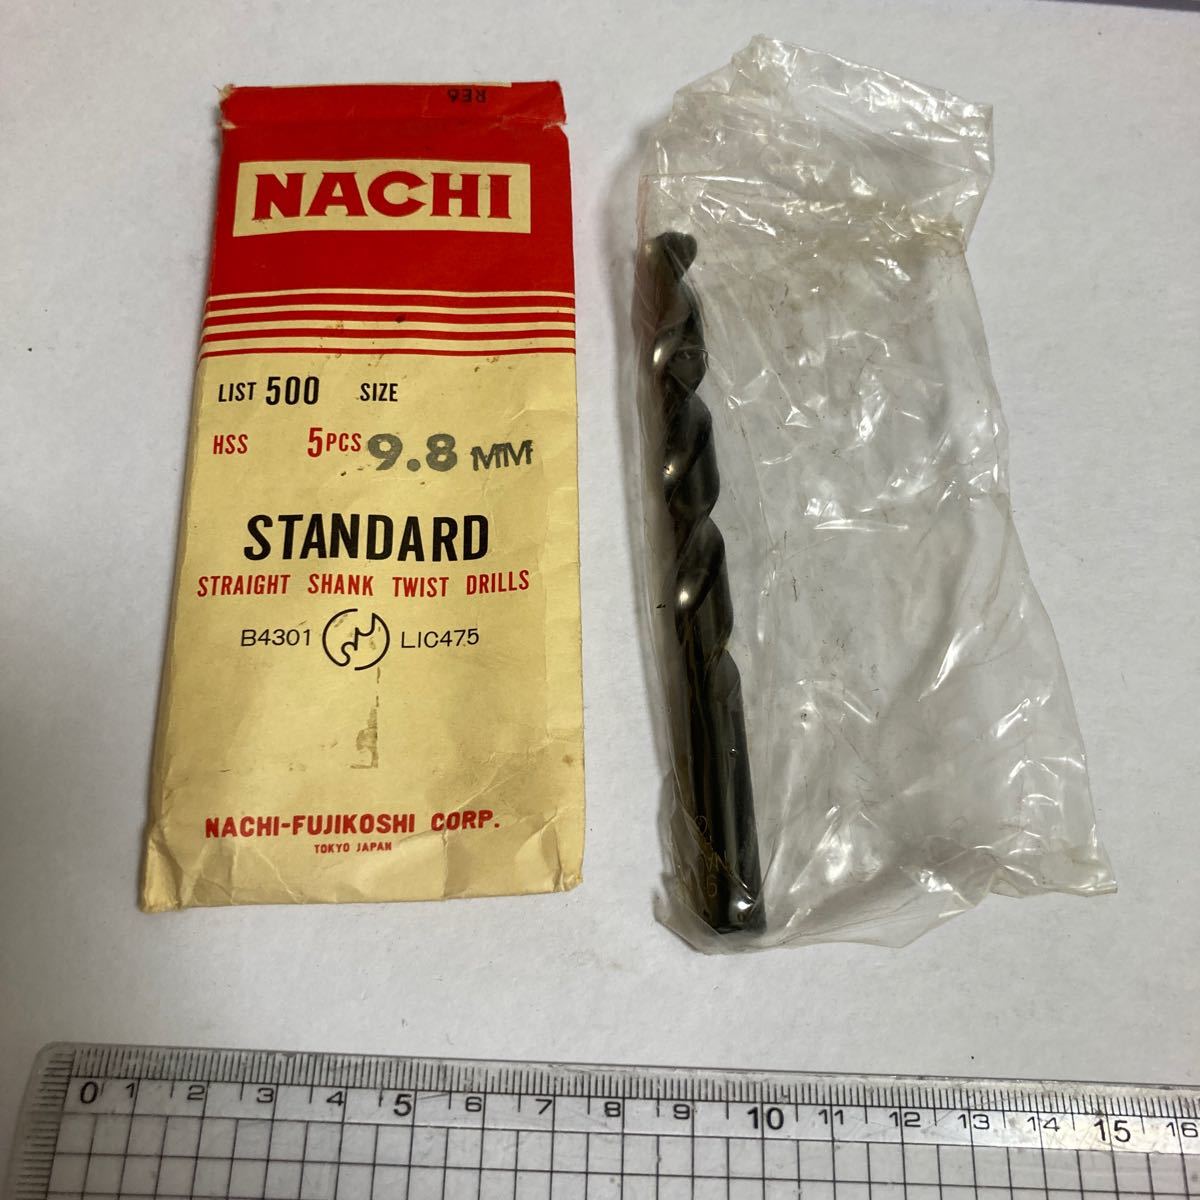 RE6
NACHI
LIST 500 SIZE
HSS 5PCS 9.8 MM
STANDARD
STRAIGHT SHANK TWIST DRILLS
B4301 LIC475
NACHI-FUJIKOSHI CORP.
TOKYO JAPAN
0 1 2 3 4 5 6 7 8 9 10 11 12 13 14 15 16